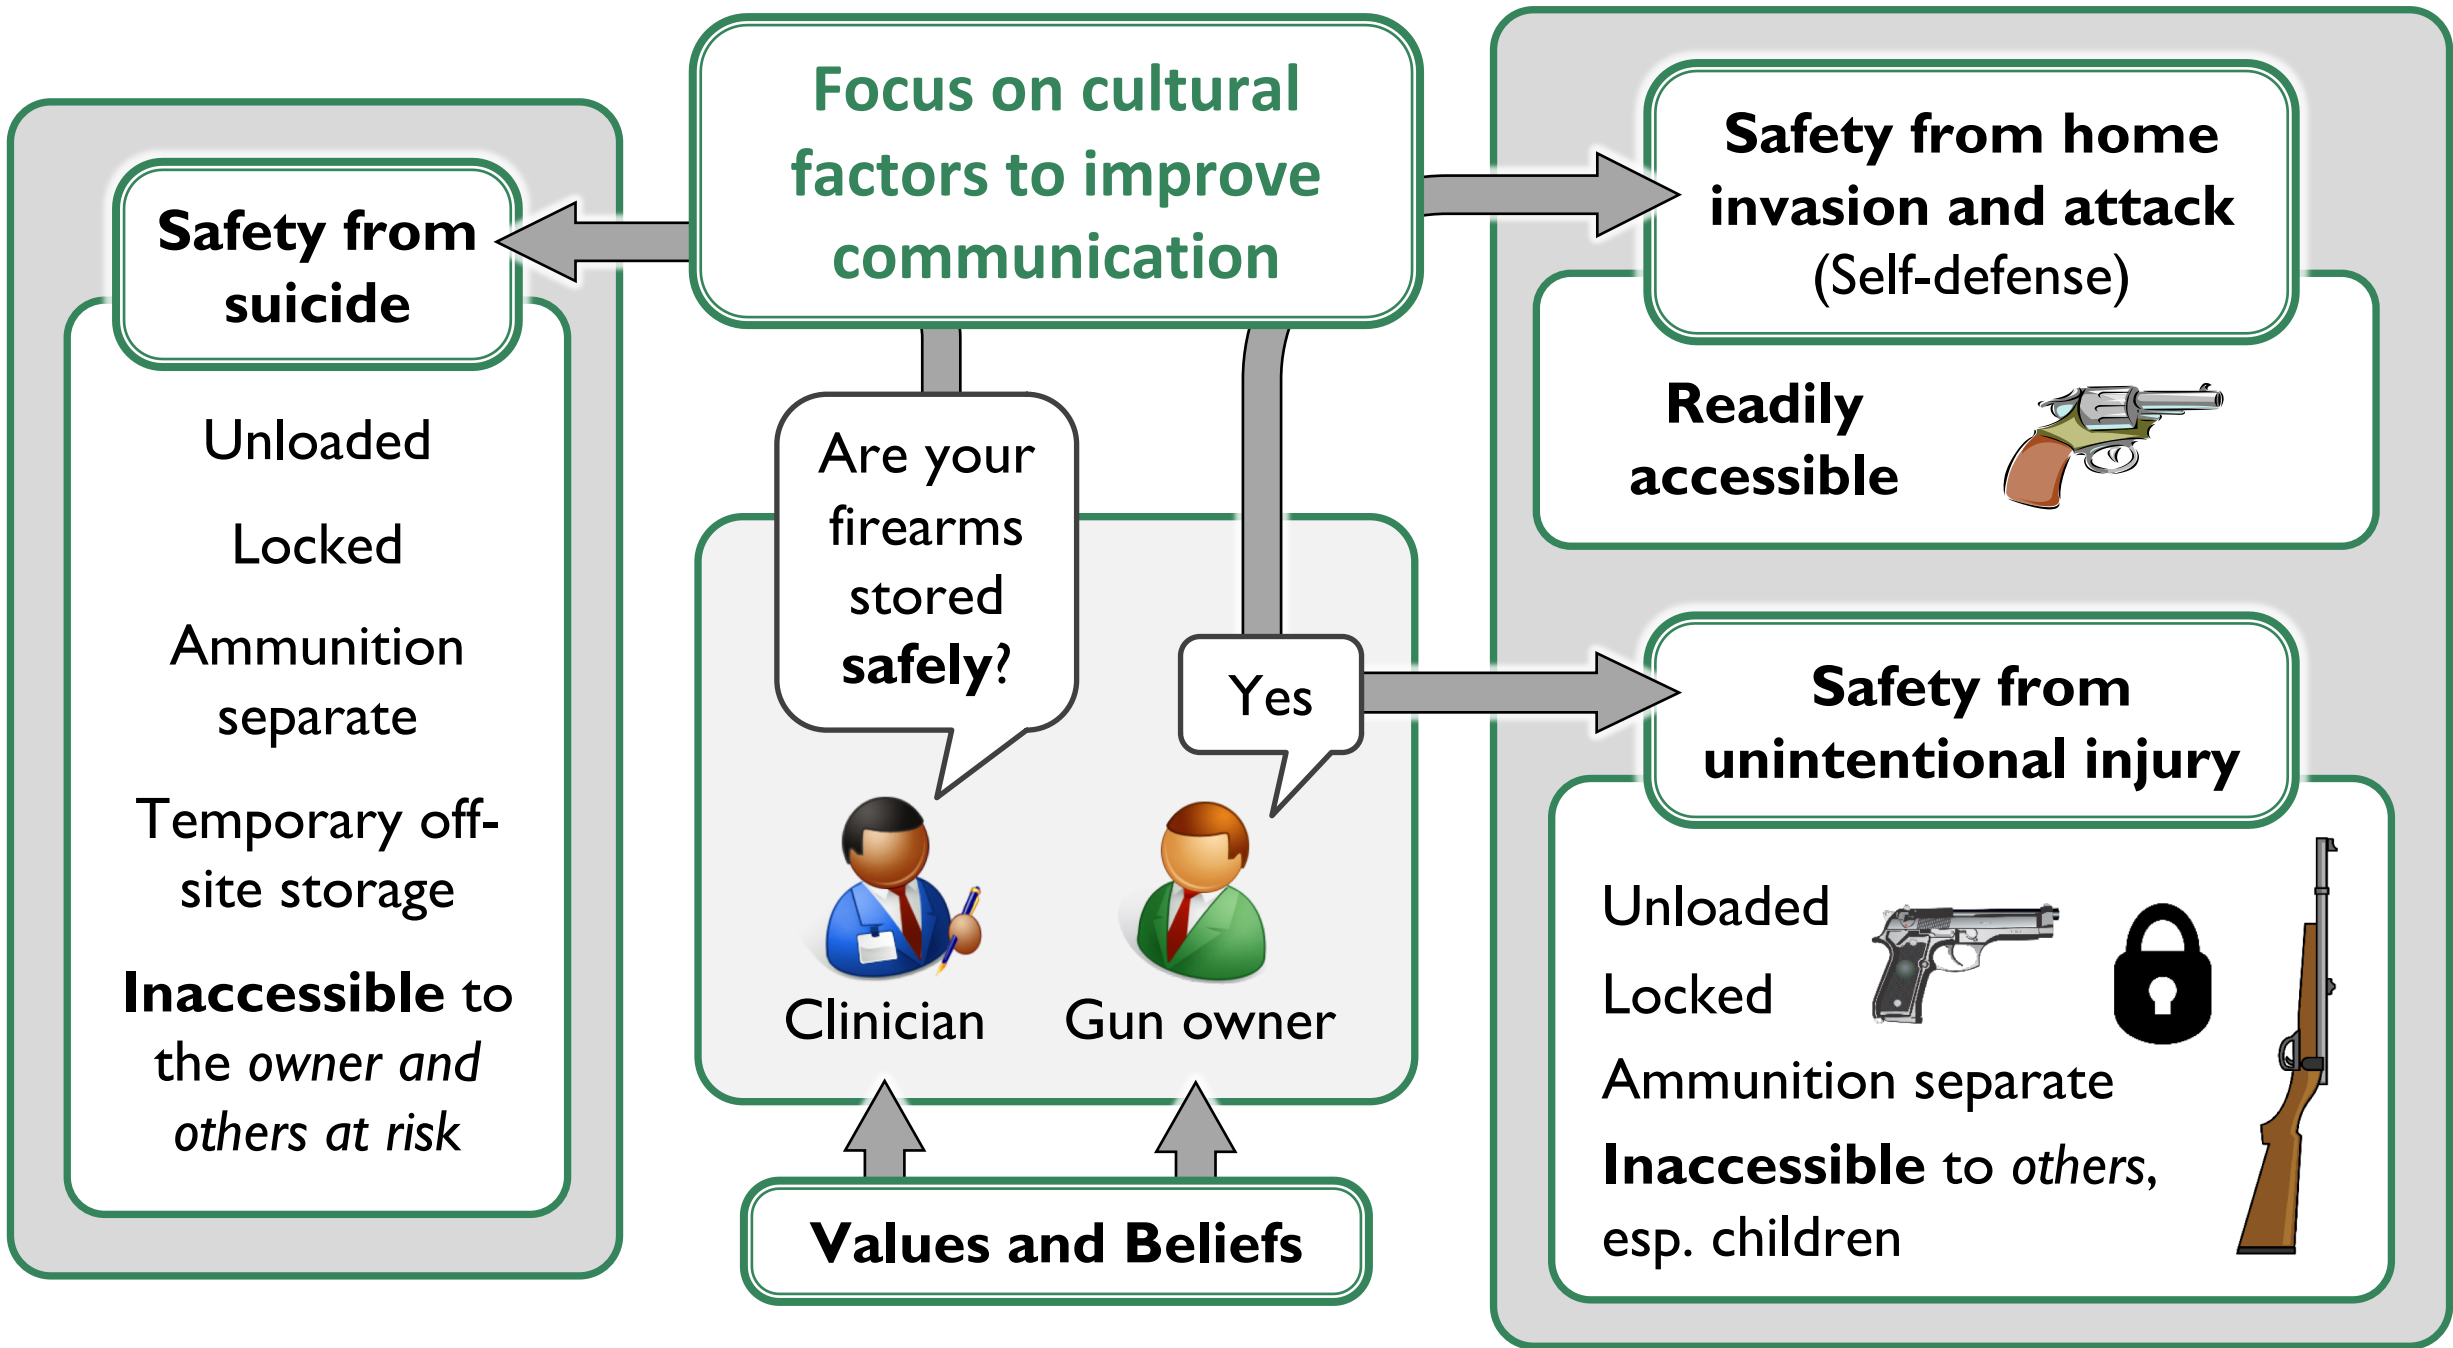 Focus on cultural
factors to improve
communication
Safety from
suicide
Unloaded
Locked
Ammunition
separate
Temporary off-
site storage
Inaccessible to
the owner and
others at risk
Are your
firearms
stored
safely?
Yes
Clinician
Gun owner
Values and Beliefs
Safety from home
invasion and attack
(Self-defense)
Readily
accessible
Safety from
unintentional injury
Unloaded
Locked
Ammunition separate
Inaccessible to others,
esp. children